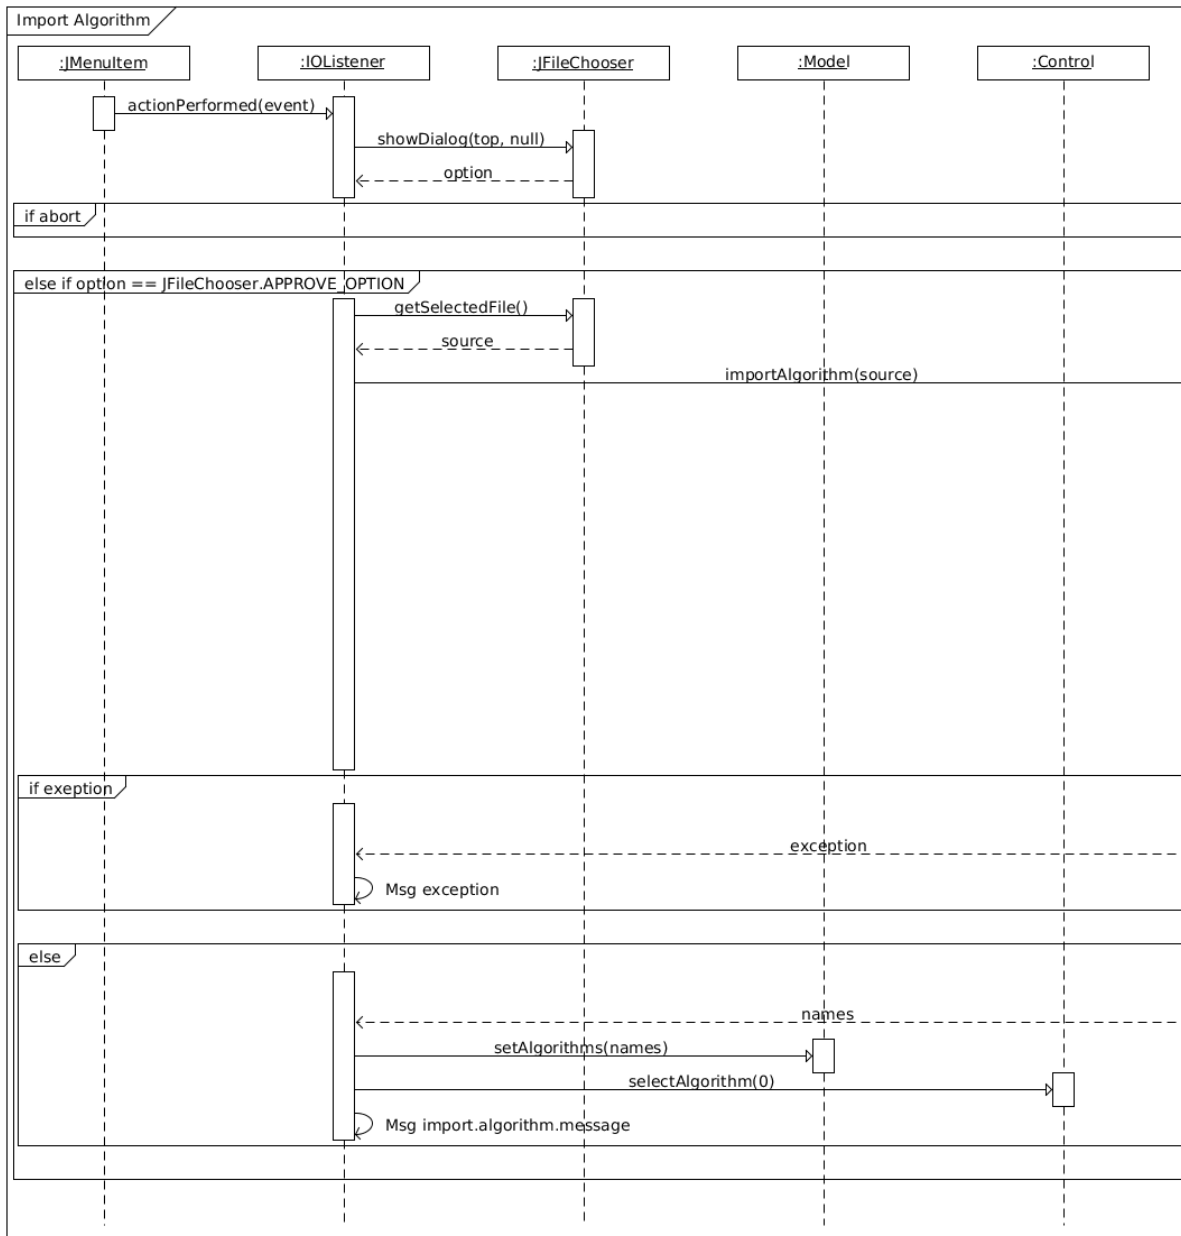 Import Algorithm
:JMenuItem
:IOListener
:JFileChooser
:Model
:Control
actionPerformed(event)
showDialog(top, null)
option
if abort
else if option == JFileChooser.APPROVE_OPTION
getSelectedFile()
source
importAlgorithm(source)
if exeption
exception
Msg exception
else
names
setAlgorithms(names)
selectAlgorithm(0)
Msg import.algorithm.message